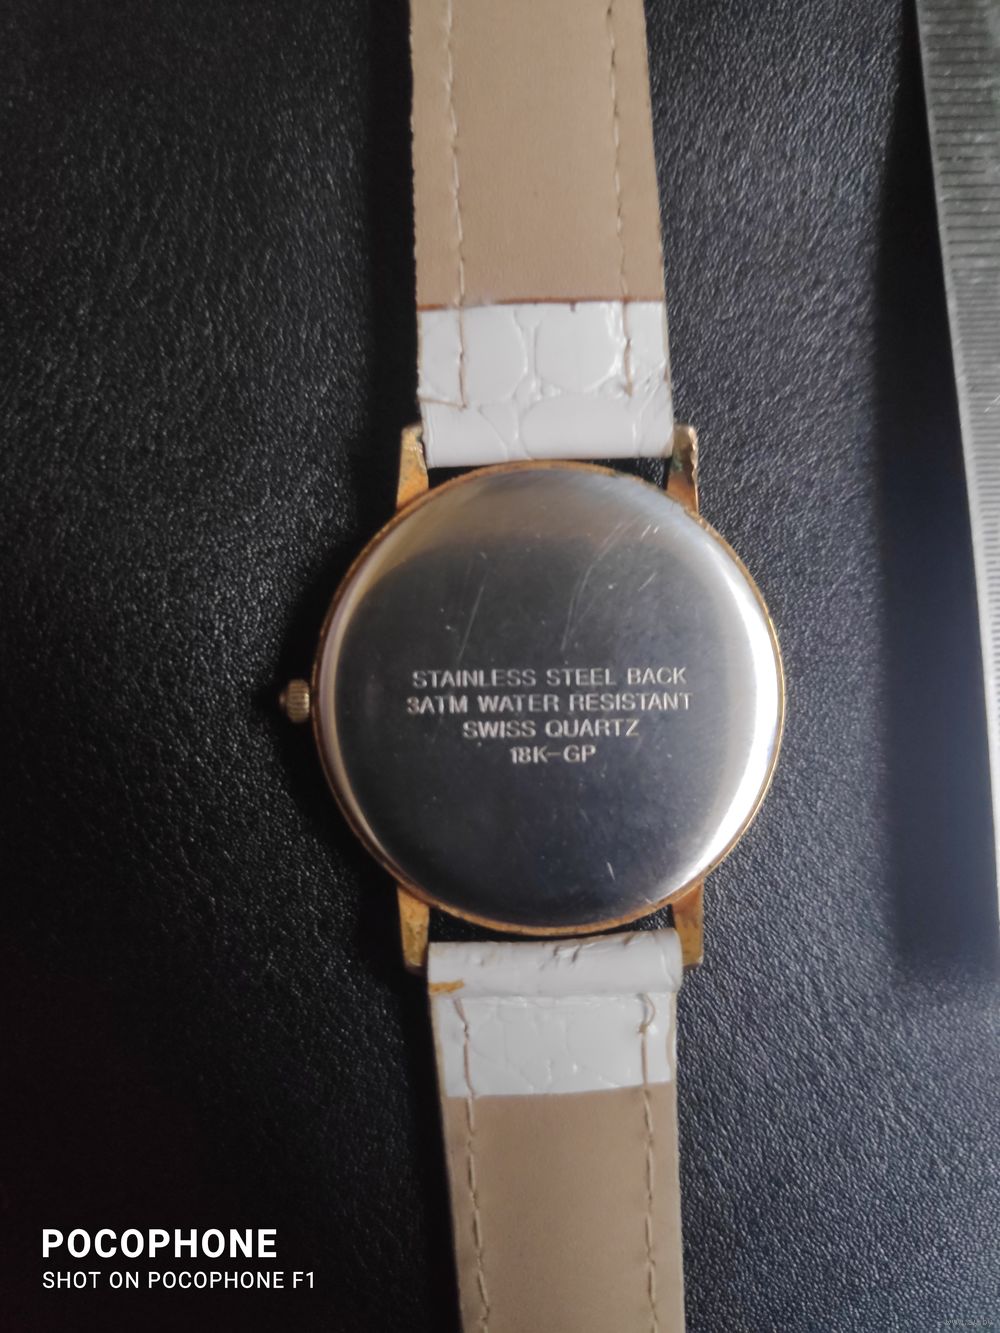 STAINLESS STEEL BACK
3ATM WATER RESISTANT
SWISS QUARTZ
18K-GP
POCOPHONE
SHOT ON POCOPHONE F1